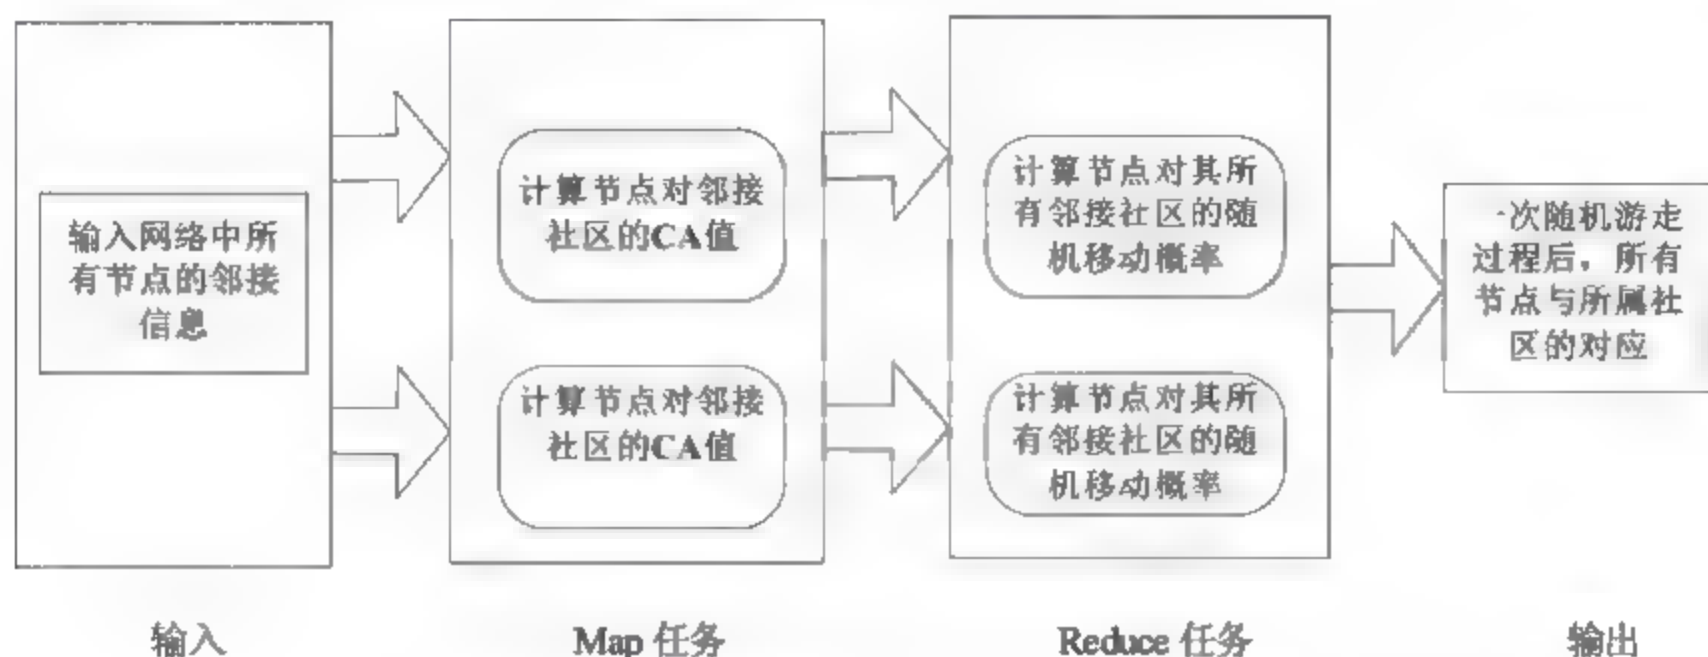 输入网络中所
有节点的邻接
信息
计算节点对邻接
社区的CA值
计算节点对邻接
社区的CA值
计算节点对其所
有邻接社区的随
机移动概率
计算节点对其所
有邻接社区的随
机移动概率
一次随机游走
过程后，所有
节点与所属社
区的对应
输入
Map 任务
Reduce 任务
输出